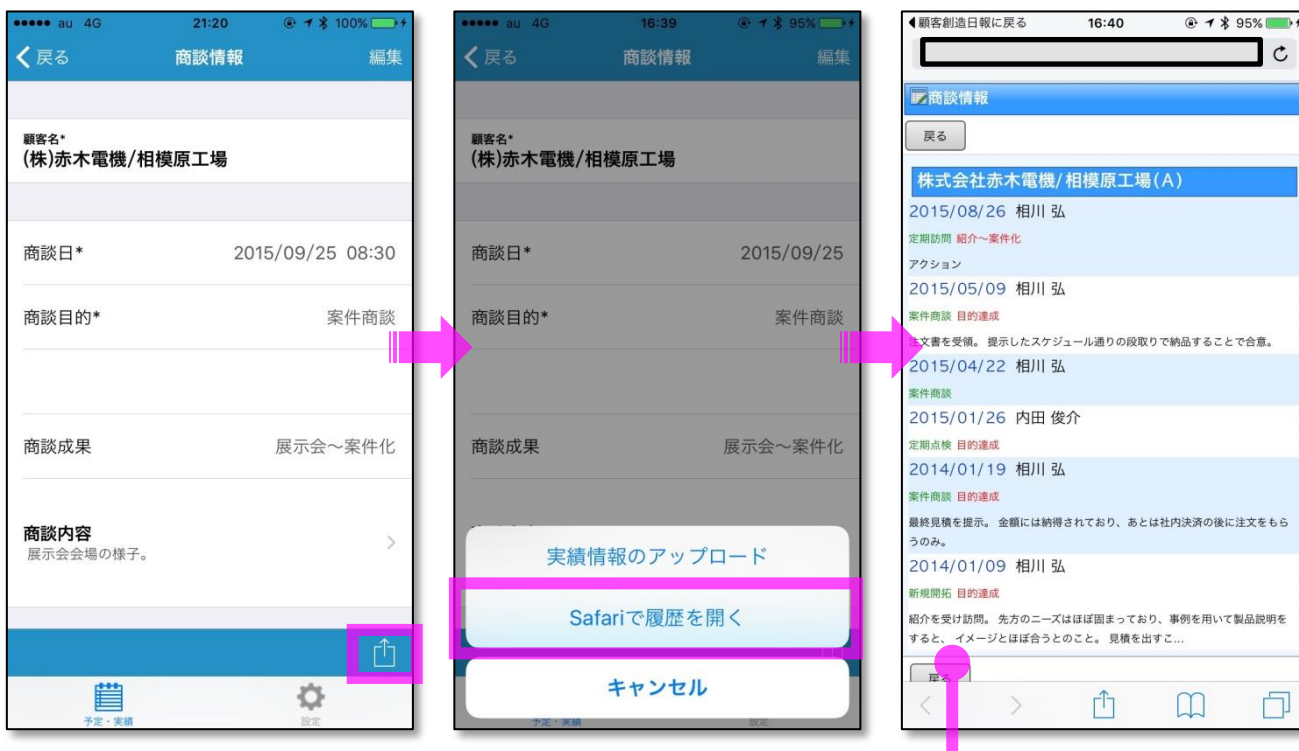 au 4G 21:20 100%
戻る 商談情報 編集
顧客名*
(株)赤木電機/相模原工場
商談日* 2015/09/25 08:30
商談目的* 案件商談
商談成果 展示会～案件化
商談内容
展示会会場の様子。
予定・実績 設定
au 4G 16:39 95%
戻る 商談情報 編集
顧客名*
(株)赤木電機/相模原工場
商談日* 2015/09/25
商談目的* 案件商談
商談成果 展示会～案件化
実績情報のアップロード
Safariで履歴を開く
キャンセル
予定・実績 設定
顧客創造日報に戻る 16:40 95%
商談情報
戻る
株式会社赤木電機/相模原工場(A)
2015/08/26 相川 弘
定期訪問 紹介～案件化
アクション
2015/05/09 相川 弘
案件商談 目的達成
注文書を受領。 提示したスケジュール通りの段取りで納品することで合意。
2015/04/22 相川 弘
案件商談
2015/01/26 内田 俊介
定期点検 目的達成
2014/01/19 相川 弘
案件商談 目的達成
最終見積を提示。 金額には納得されており、あとは社内決済の後に注文をもら
うのみ。
2014/01/09 相川 弘
新規開拓 目的達成
紹介を受け訪問。 先方のニーズはほぼ固まっており、事例を用いて製品説明を
すると、 イメージとほぼ合うとのこと。 見積を出すこ...
戻る